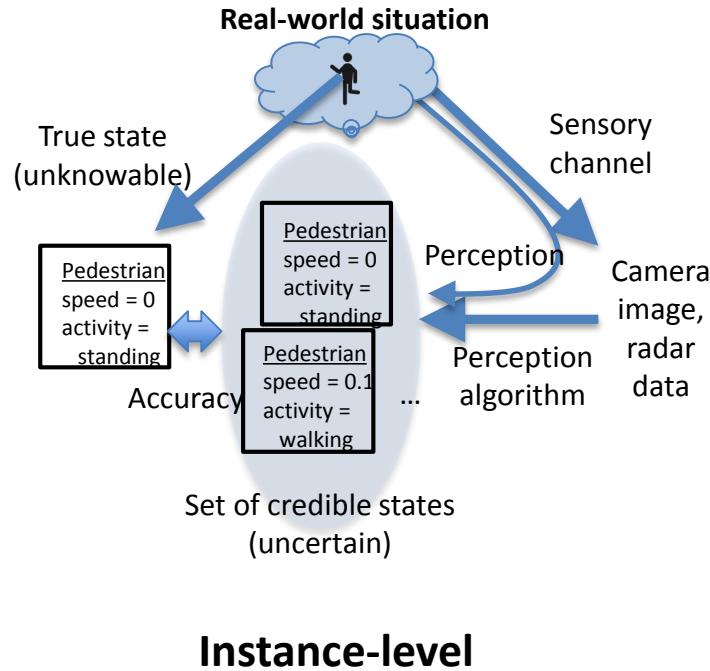 Real-world situation
True state
(unknowable)
Sensory
channel
Pedestrian
speed = 0
activity =
standing
Pedestrian
speed = 0
activity =
standing
Perception
Camera
image,
radar
data
Accuracy
Pedestrian
speed = 0.1
activity =
walking
...
Perception
algorithm
Set of credible states
(uncertain)
Instance-level